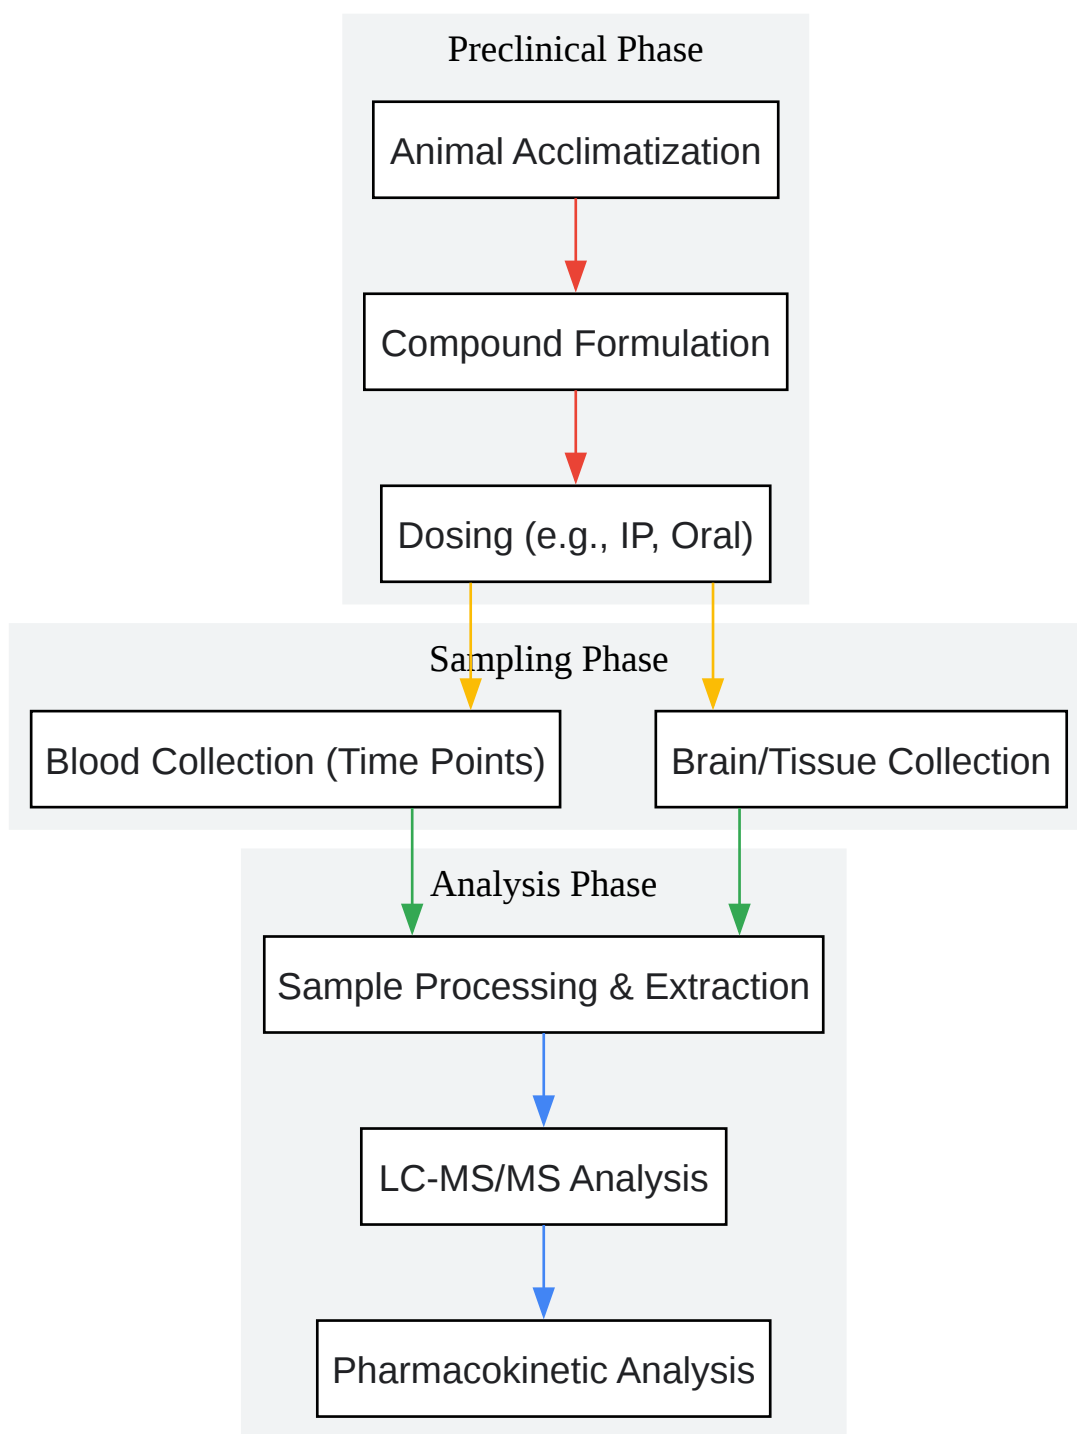 Preclinical Phase
Animal Acclimatization
Compound Formulation
Dosing (e.g., IP, Oral)
Sampling Phase
Blood Collection (Time Points)
Brain/Tissue Collection
Analysis Phase
Sample Processing & Extraction
LC-MS/MS Analysis
Pharmacokinetic Analysis